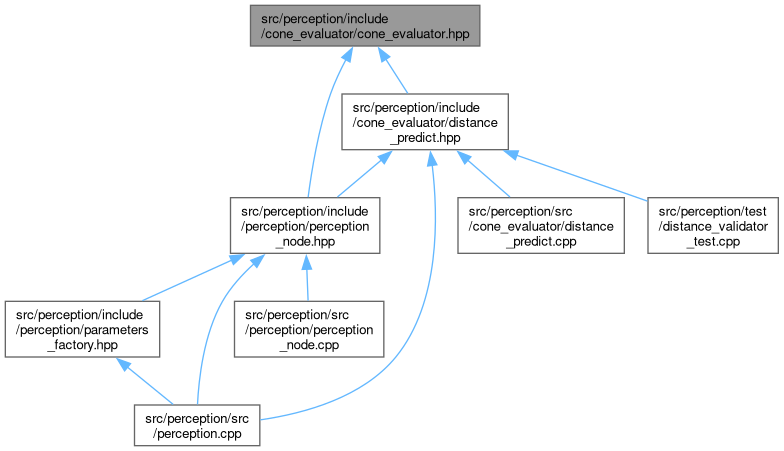 src/perception/include
/cone_evaluator/cone_evaluator.hpp
src/perception/include
/cone_evaluator/distance
_predict.hpp
src/perception/include
/perception/perception
_node.hpp
src/perception/src
/cone_evaluator/distance
_predict.cpp
src/perception/test
/distance_validator
_test.cpp
src/perception/include
/perception/parameters
_factory.hpp
src/perception/src
/perception/perception
_node.cpp
src/perception/src
/perception.cpp